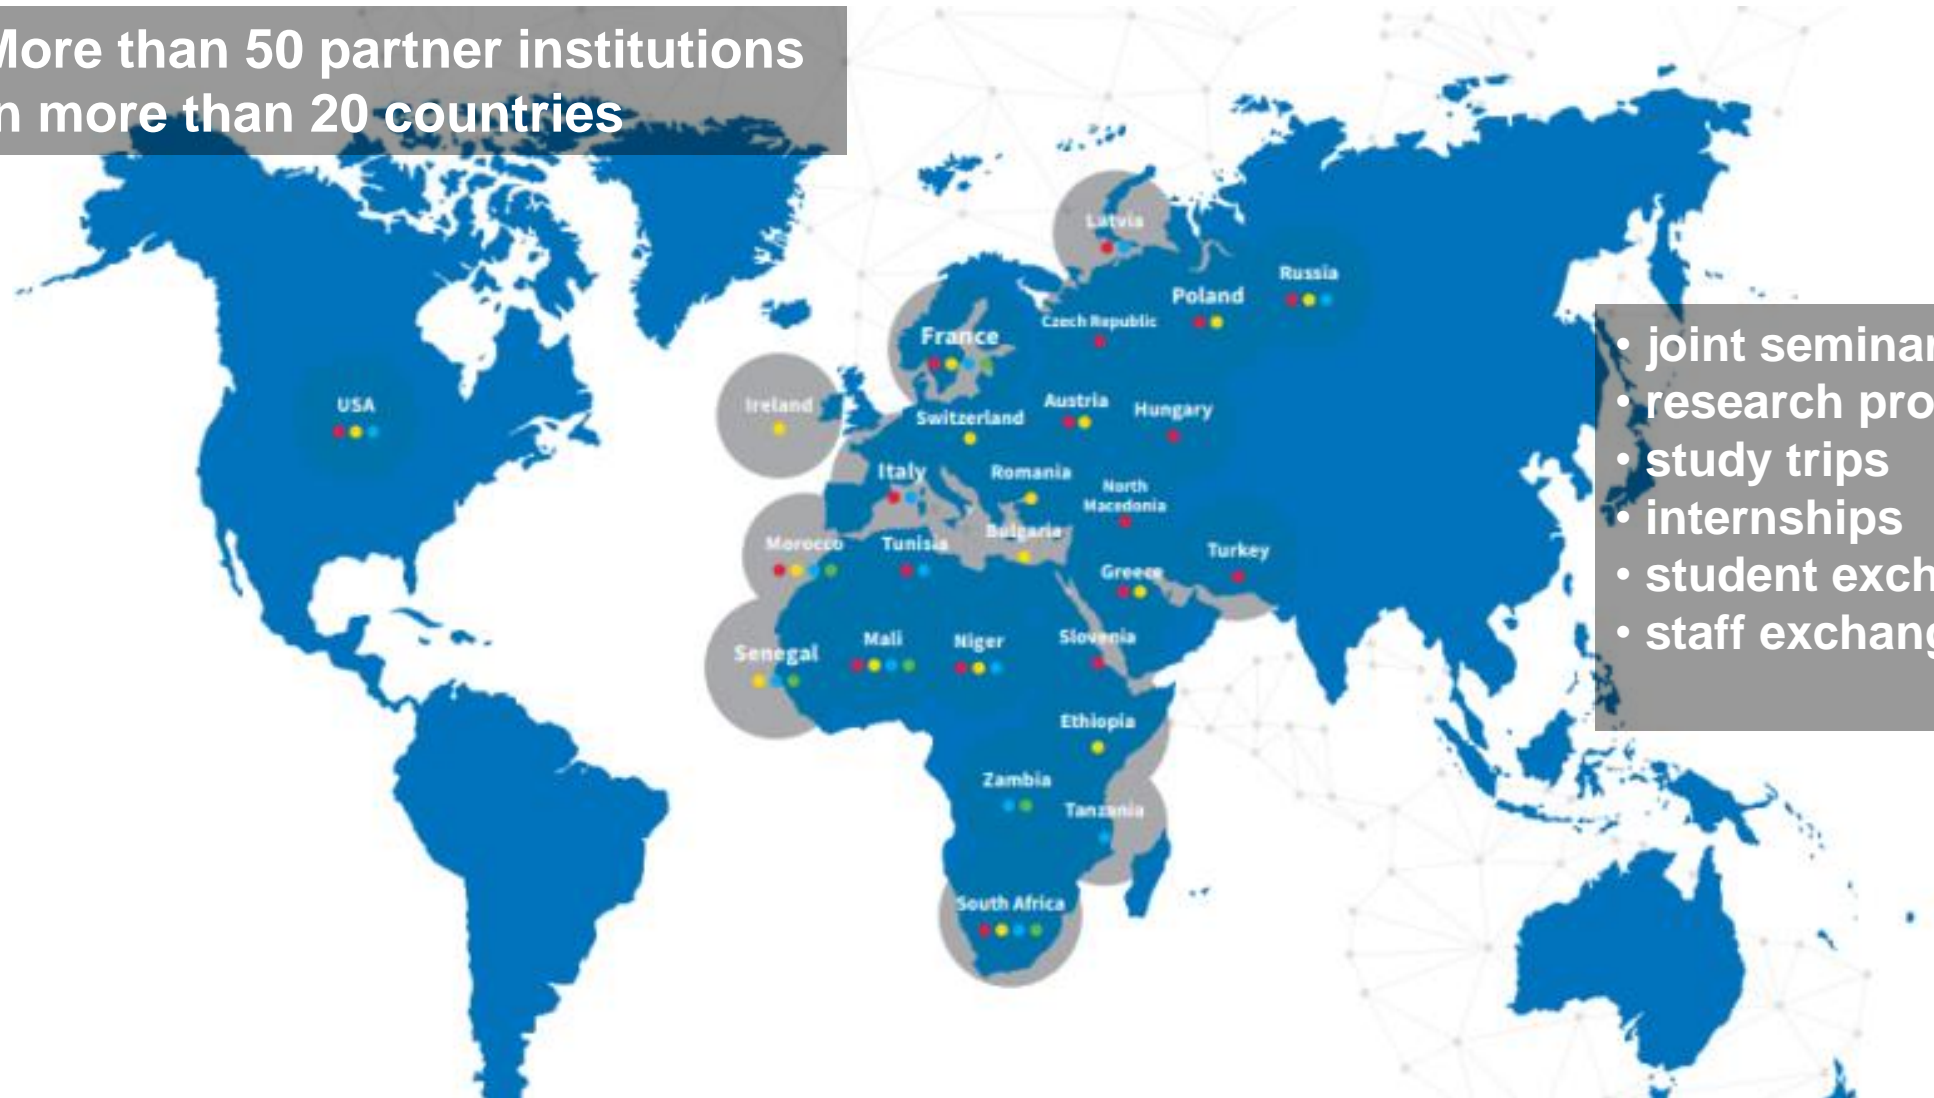 More than 50 partner institutions
n more than 20 countries
Latvia
Russia
Poland
Czech Republic
France
USA
Ireland
Austria
Hungary
Switzerland
Italy
Romania
North
Macedonia
Bulgaria
Morocco
Tunisia
Turkey
Greece
Senegal
Mali
Niger
Slovenia
Ethiopia
Zambia
Tanzania
South Africa
• joint seminar
• research pro
• study trips
• internships
• student exch
• staff exchang